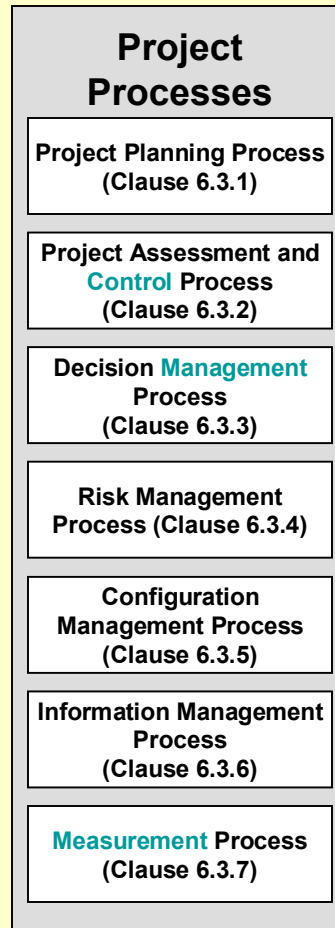 Project
Processes
Project Planning Process
(Clause 6.3.1)
Project Assessment and
Control Process
(Clause 6.3.2)
Decision Management
Process
(Clause 6.3.3)
Risk Management
Process (Clause 6.3.4)
Configuration
Management Process
(Clause 6.3.5)
Information Management
Process
(Clause 6.3.6)
Measurement Process
(Clause 6.3.7)